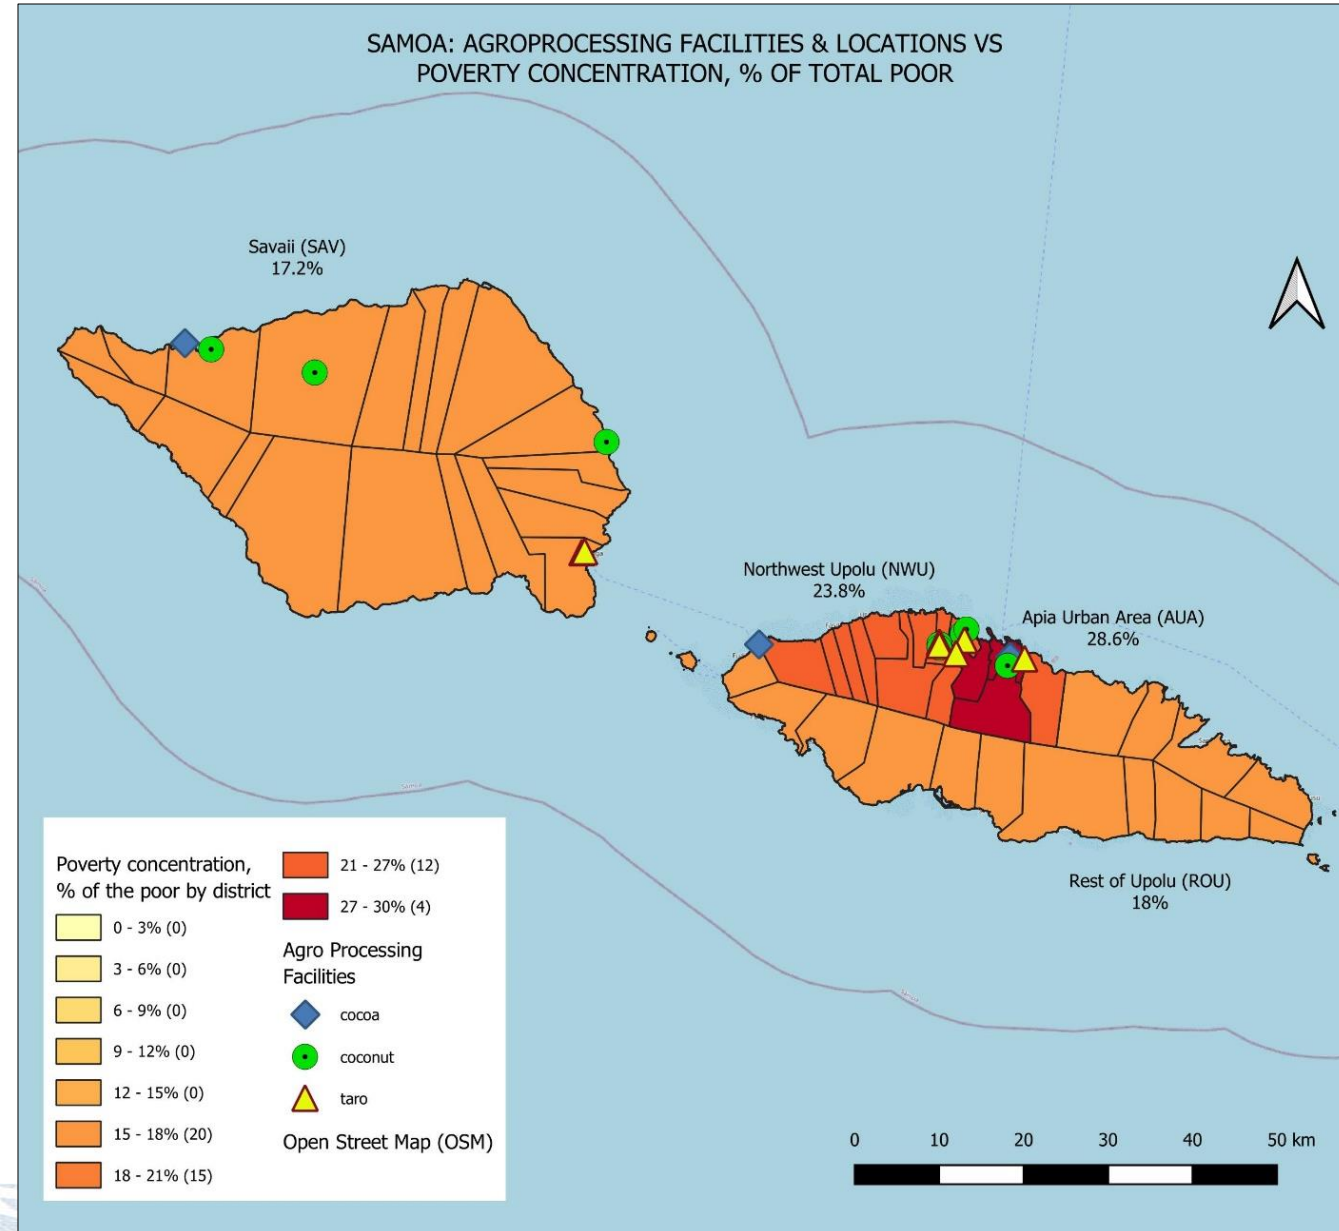 SAMOA: AGROPROCESSING FACILITIES & LOCATIONS VS
POVERTY CONCENTRATION, % OF TOTAL POOR
Savaii (SAV)
17.2%
Northwest Upolu (NWU)
23.8%
Apia Urban Area (AUA)
28.6%
Rest of Upolu (ROU)
18%
Samoa
Samoa
Samoa
Poverty concentration,
% of the poor by district
0 - 3% (0)
3 - 6% (0)
6 - 9% (0)
9 - 12% (0)
12 - 15% (0)
15 - 18% (20)
18 - 21% (15)
21 - 27% (12)
27 - 30% (4)
Agro Processing
Facilities
cocoa
coconut
taro
Open Street Map (OSM)
0 10 20 30 40 50 km